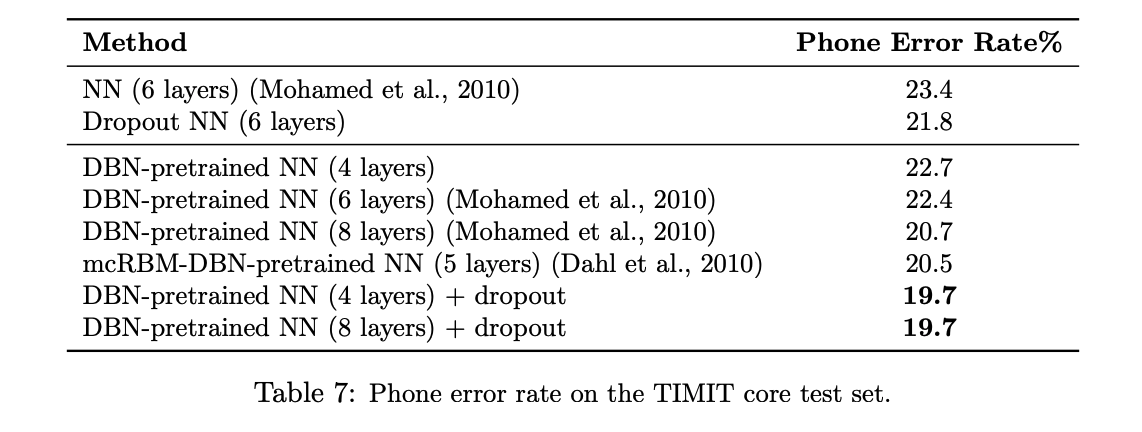 Method Phone Error Rate%
NN (6 layers) (Mohamed et al., 2010) 23.4
Dropout NN (6 layers) 21.8
DBN-pretrained NN (4 layers) 22.7
DBN-pretrained NN (6 layers) (Mohamed et al., 2010) 22.4
DBN-pretrained NN (8 layers) (Mohamed et al., 2010) 20.7
mcRBM-DBN-pretrained NN (5 layers) (Dahl et al., 2010) 20.5
DBN-pretrained NN (4 layers) + dropout 19.7
DBN-pretrained NN (8 layers) + dropout 19.7
Table 7: Phone error rate on the TIMIT core test set.